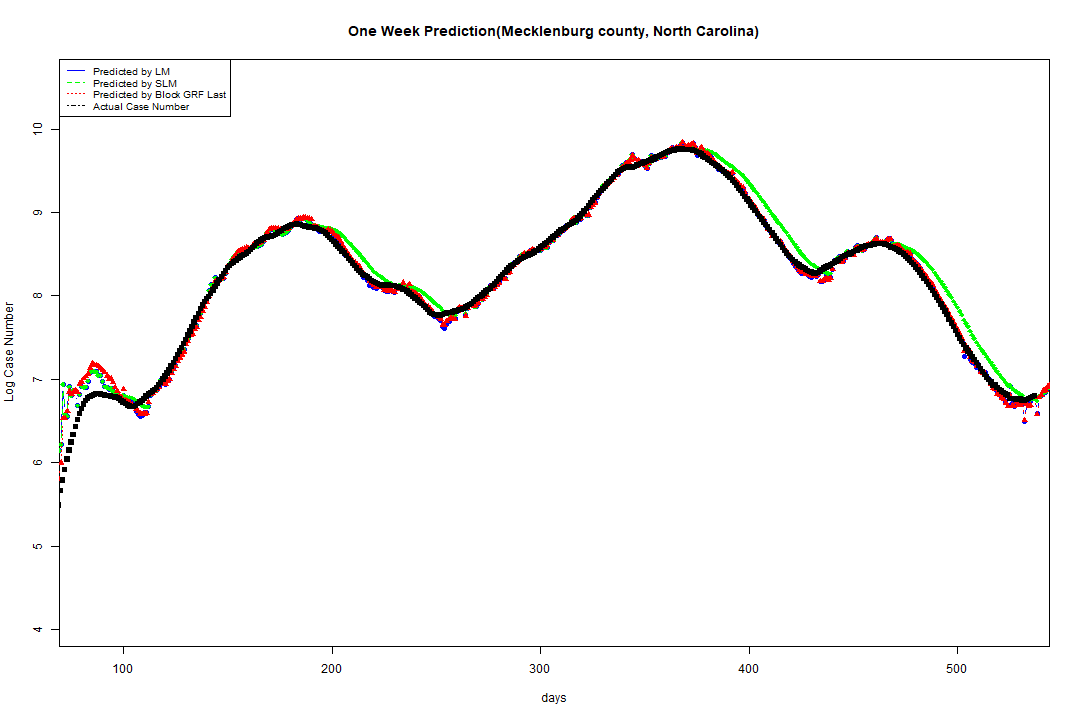 One Week Prediction(Mecklenburg county, North Carolina)
Predicted by LM
Predicted by SLM
Predicted by Block GRF Last
Actual Case Number
Log Case Number
10
9
8
7
6
5
4
100 200 300 400 500
days